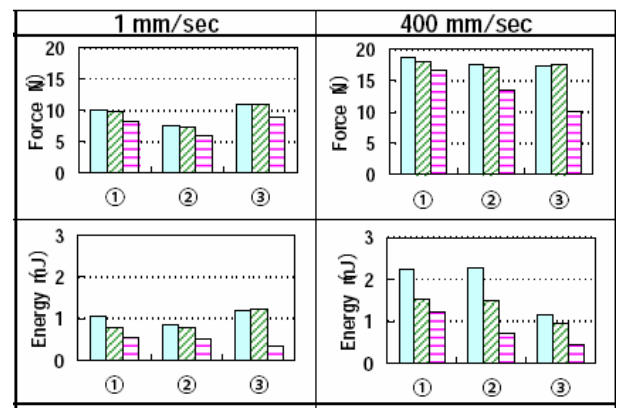 1 mm/sec
400 mm/sec
Force (N)
20
15
10
5
0
① ② ③
Force (N)
20
15
10
5
0
① ② ③
Energy (mJ)
3
2
1
0
① ② ③
Energy (mJ)
3
2
1
0
① ② ③